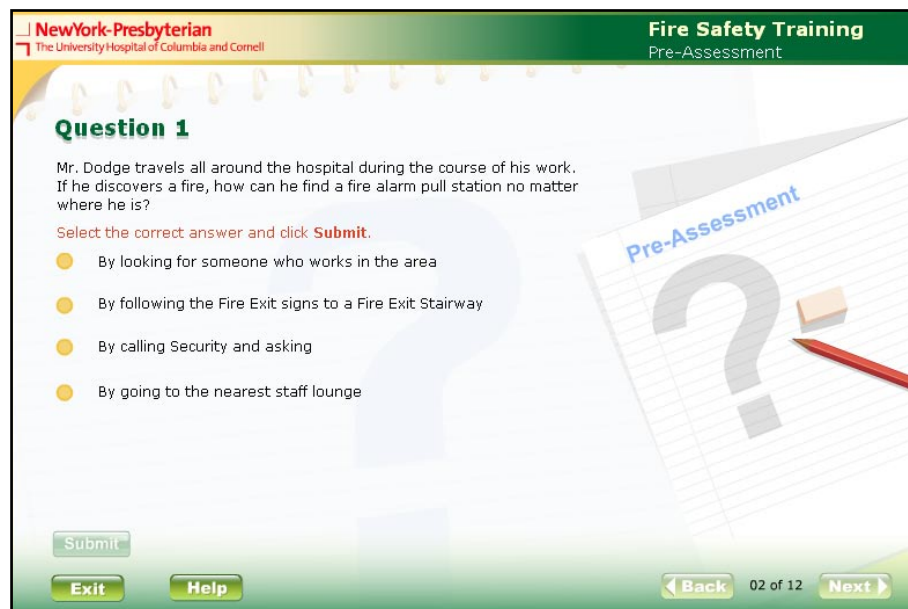 NewYork-Presbyterian
The University Hospital of Columbia and Cornell
Fire Safety Training
Pre-Assessment
Question 1
Mr. Dodge travels all around the hospital during the course of his work.
If he discovers a fire, how can he find a fire alarm pull station no matter
where he is?
Select the correct answer and click Submit.
By looking for someone who works in the area
By following the Fire Exit signs to a Fire Exit Stairway
By calling Security and asking
By going to the nearest staff lounge
Pre-Assessment
?
Submit
Exit
Help
Back
02 of 12
Next